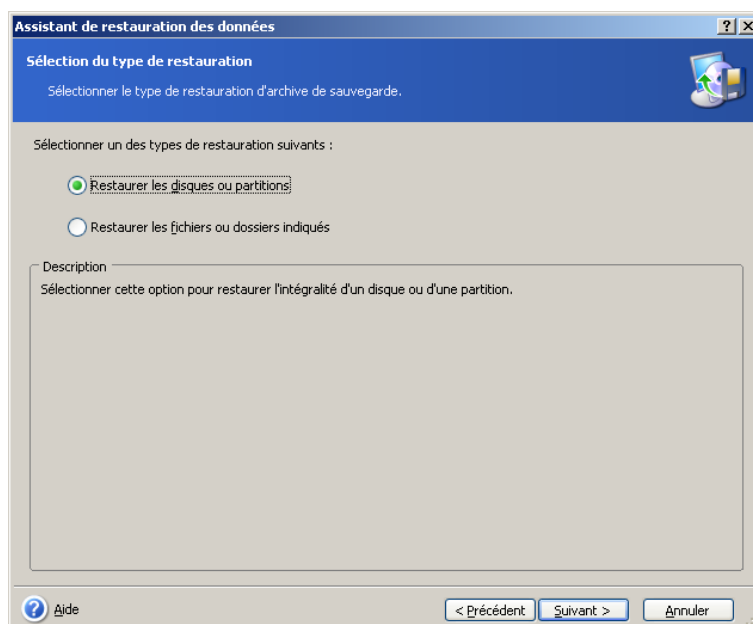 Assistant de restauration des données
Sélection du type de restauration
Sélectionner le type de restauration d'archive de sauvegarde.
Sélectionner un des types de restauration suivants :
Restaurer les disques ou partitions
Restaurer les fichiers ou dossiers indiqués
Description
Sélectionner cette option pour restaurer l'intégralité d'un disque ou d'une partition.
Aide
< Précédent
Suivant >
Annuler